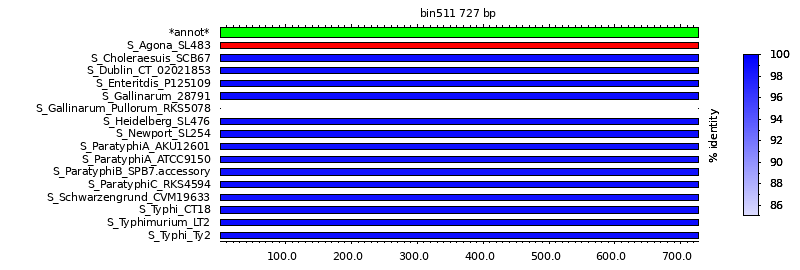 bin511 727 bp
*annot*
S_Agona_SL483
S_Choleraesuis_SCB67
S_Dublin_CT_02021853
S_Enteritdis_P125109
S_Gallinarum_28791
S_Gallinarum_Pullorum_RKS5078
S_Heidelberg_SL476
S_Newport_SL254
S_ParatyphiA_AKU12601
S_ParatyphiA_ATCC9150
S_ParatyphiB_SPB7.accessory
S_ParatyphiC_RKS4594
S_Schwarzengrund_CVM19633
S_Typhi_CT18
S_Typhimurium_LT2
S_Typhi_Ty2
100.0 200.0 300.0 400.0 500.0 600.0 700.0
% identity
100
98
96
94
92
90
88
86